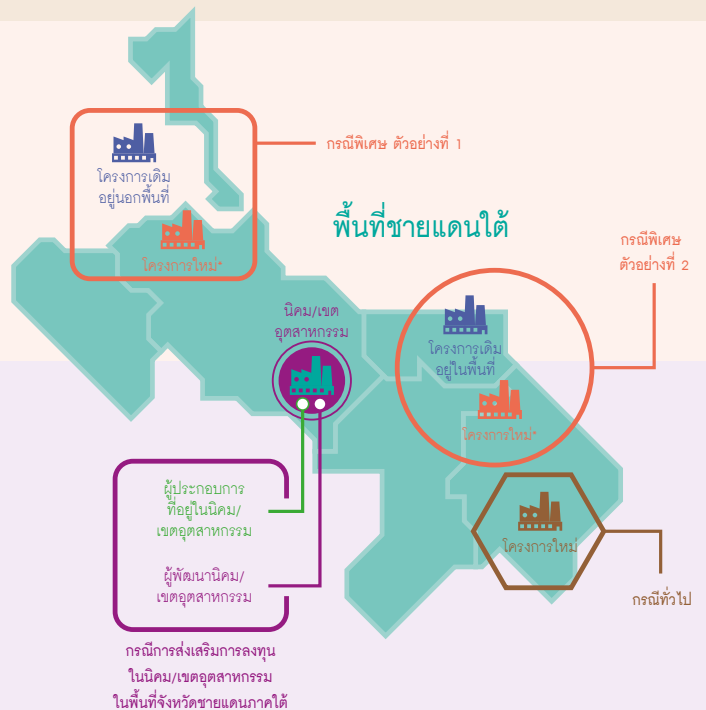 กรณีพิเศษ ตัวอย่างที่ 1
โครงการเดิม
อยู่นอกพื้นที่
โครงการใหม่*
พื้นที่ชายแดนใต้
กรณีพิเศษ
ตัวอย่างที่ 2
นิคม/เขต
อุตสาหกรรม
โครงการเดิม
อยู่ในพื้นที่
โครงการใหม่*
ผู้ประกอบการ
ที่อยู่ในนิคม/
เขตอุตสาหกรรม
ผู้พัฒนานิคม/
เขตอุตสาหกรรม
โครงการใหม่
กรณีทั่วไป
กรณีการส่งเสริมการลงทุน
ในนิคม/เขตอุตสาหกรรม
ในพื้นที่จังหวัดชายแดนภาคใต้